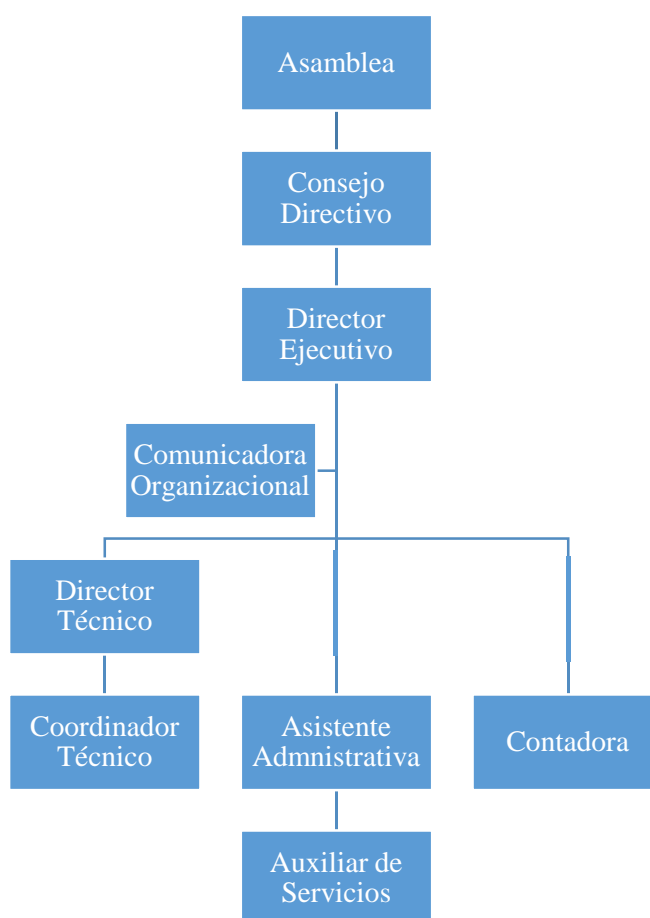 Asamblea
Consejo
Directivo
Director
Ejecutivo
Comunicadora
Organizacional
Director
Técnico
Coordinador
Técnico
Asistente
Admnistrativa
Contadora
Auxiliar de
Servicios